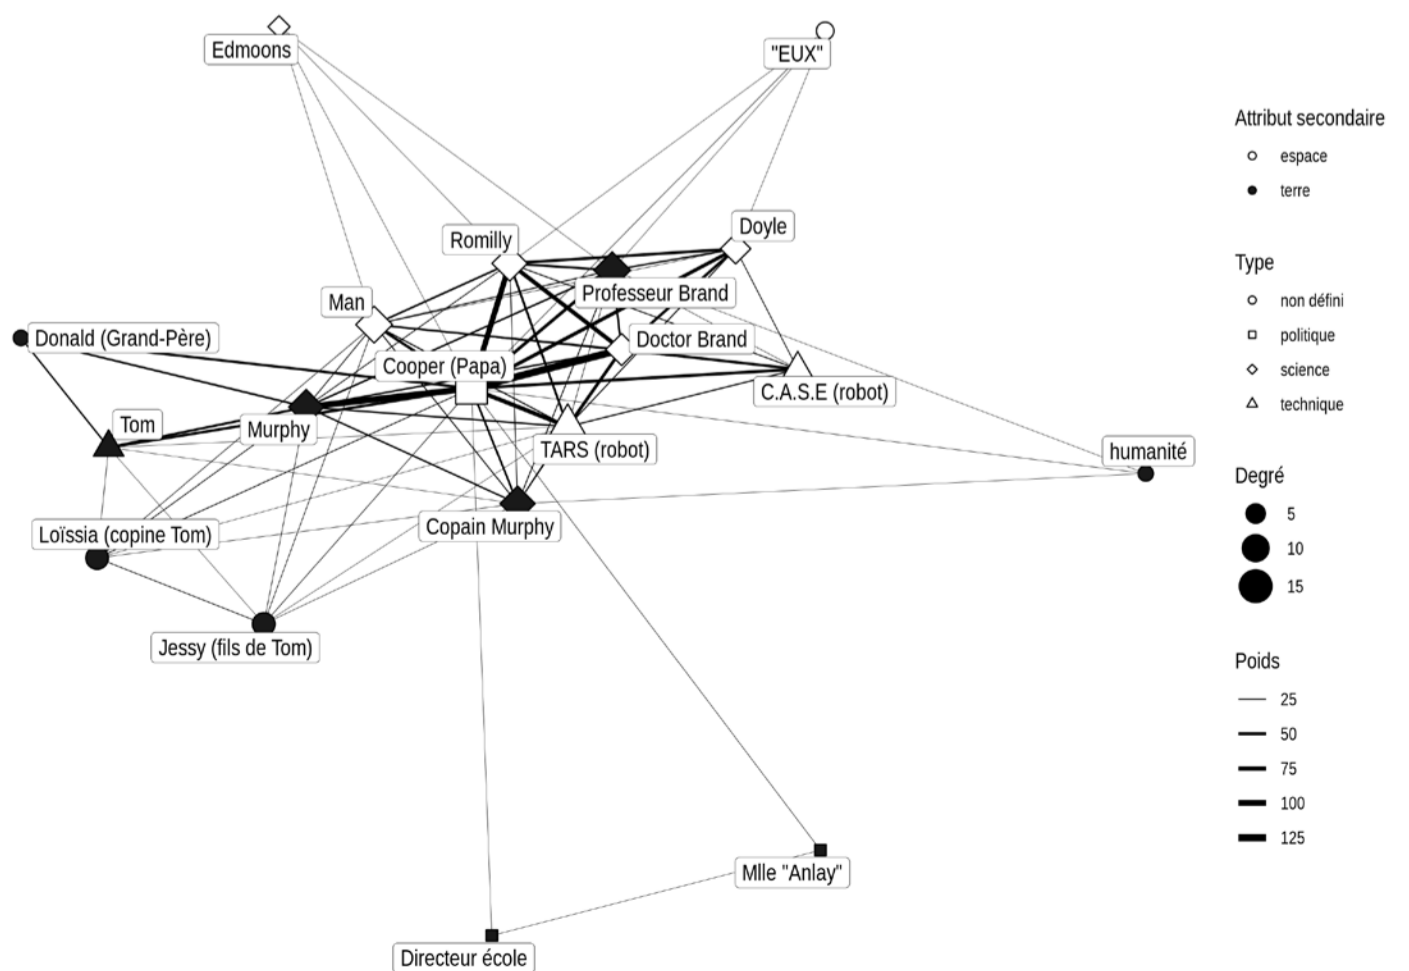 Edmoons
"EUX"
Attribut secondaire
espace
terre
Romilly
Doyle
Type
Professeur Brand
non défini
Man
Donald (Grand-Père)
Doctor Brand
politique
Cooper (Papa)
science
C.A.S.E (robot)
technique
Tom
Murphy
TARS (robot)
humanité
Degré
5
Loïssia (copine Tom)
Copain Murphy
10
15
Jessy (fils de Tom)
Poids
25
50
75
100
125
Mlle "Anlay"
Directeur école